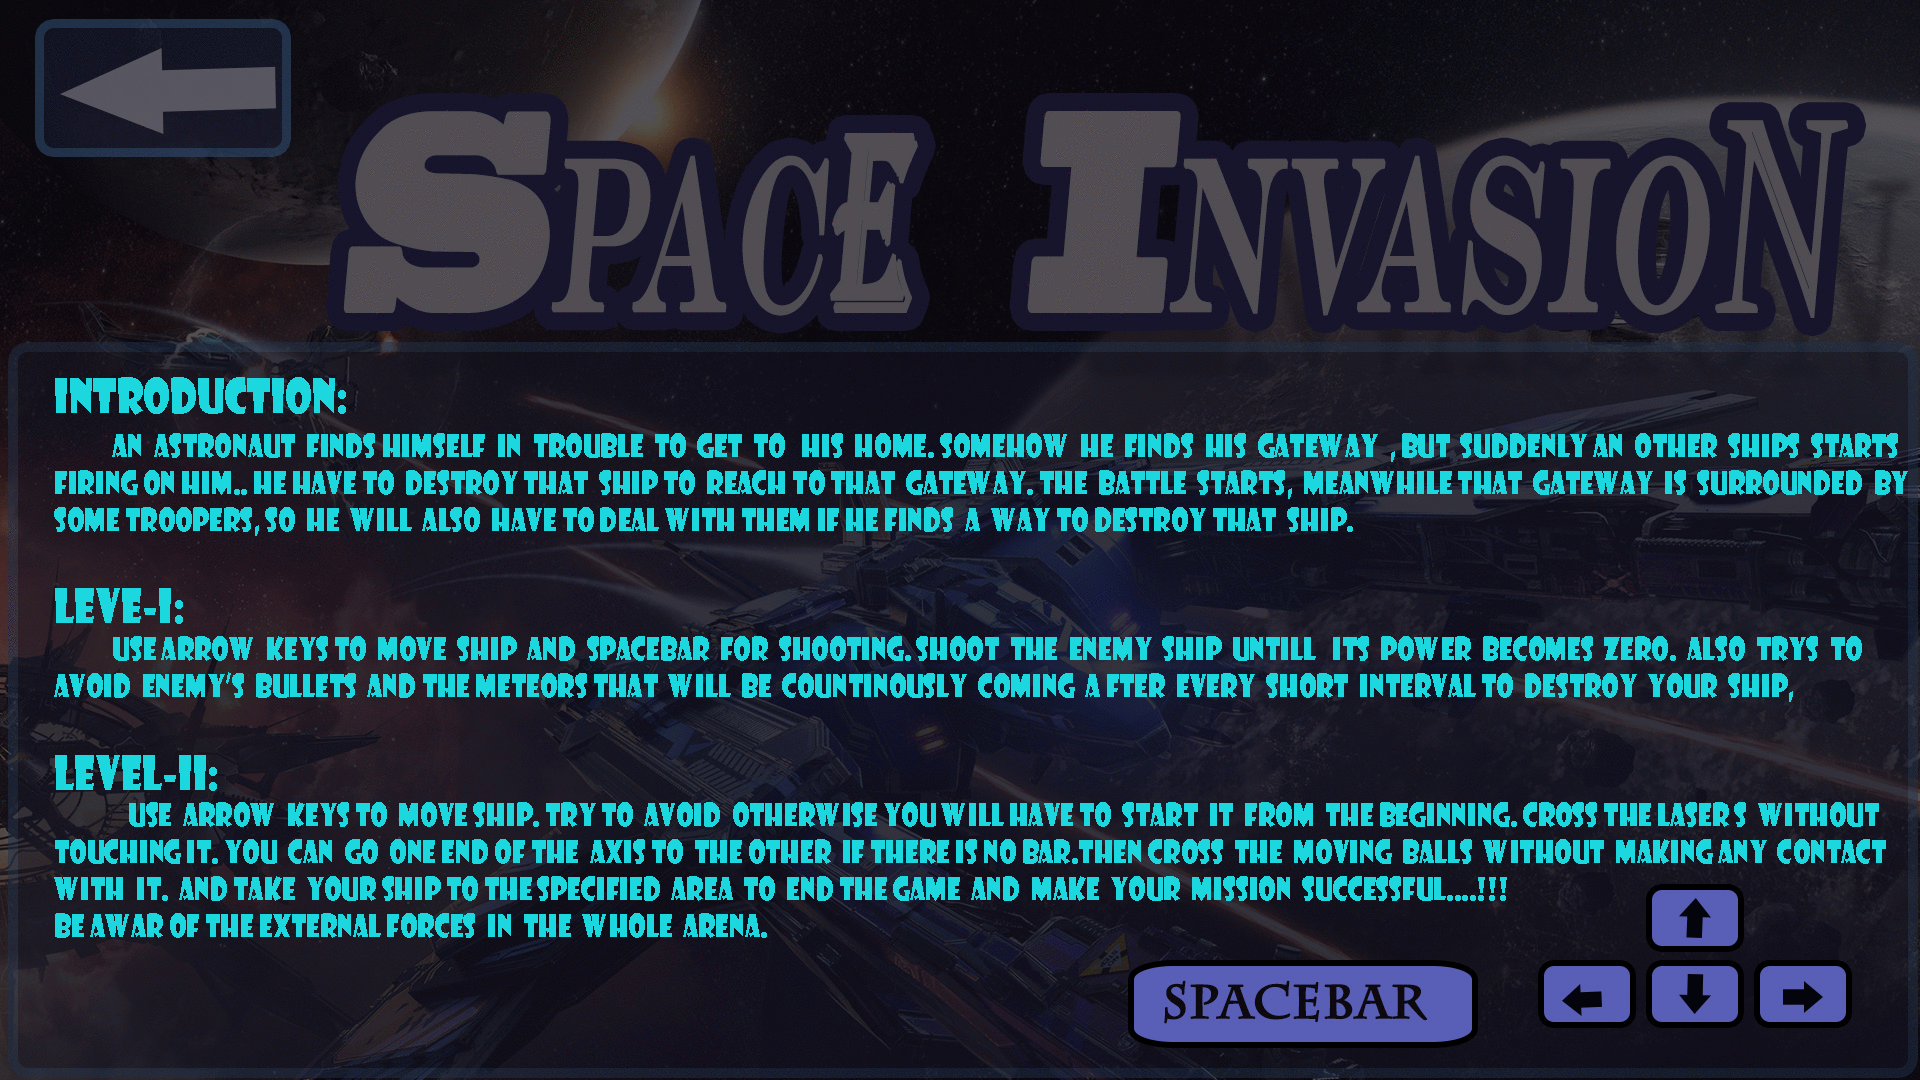 SPACE INVASION
INTRODUCTION:
AN ASTRONAUT FINDS HIMSELF IN TROUBLE TO GET TO HIS HOME. SOMEHOW HE FINDS HIS GATEWAY , BUT SUDDENLY AN OTHER SHIPS STARTS
FIRING ON HIM.. HE HAVE TO DESTROY THAT SHIP TO REACH TO THAT GATEWAY. THE BATTLE STARTS, MEANWHILE THAT GATEWAY IS SURROUNDED BY
SOME TROOPERS, SO HE WILL ALSO HAVE TO DEAL WITH THEM IF HE FINDS A WAY TO DESTROY THAT SHIP.
LEVE-I:
USE ARROW KEYS TO MOVE SHIP AND SPACEBAR FOR SHOOTING. SHOOT THE ENEMY SHIP UNTILL ITS POWER BECOMES ZERO. ALSO TRYS TO
AVOID ENEMY'S BULLETS AND THE METEORS THAT WILL BE COUNTINOUSLY COMING A FTER EVERY SHORT INTERVAL TO DESTROY YOUR SHIP,
LEVEL-II:
USE ARROW KEYS TO MOVE SHIP. TRY TO AVOID OTHERWISE YOU WILL HAVE TO START IT FROM THE BEGINNING. CROSS THE LASER S WITHOUT
TOUCHING IT. YOU CAN GO ONE END OF THE AXIS TO THE OTHER IF THERE IS NO BAR.THEN CROSS THE MOVING BALLS WITHOUT MAKING ANY CONTACT
WITH IT. AND TAKE YOUR SHIP TO THE SPECIFIED AREA TO END THE GAME AND MAKE YOUR MISSION SUCCESSFUL....!!!
BE AWAR OF THE EXTERNAL FORCES IN THE WHOLE ARENA.
SPACEBAR